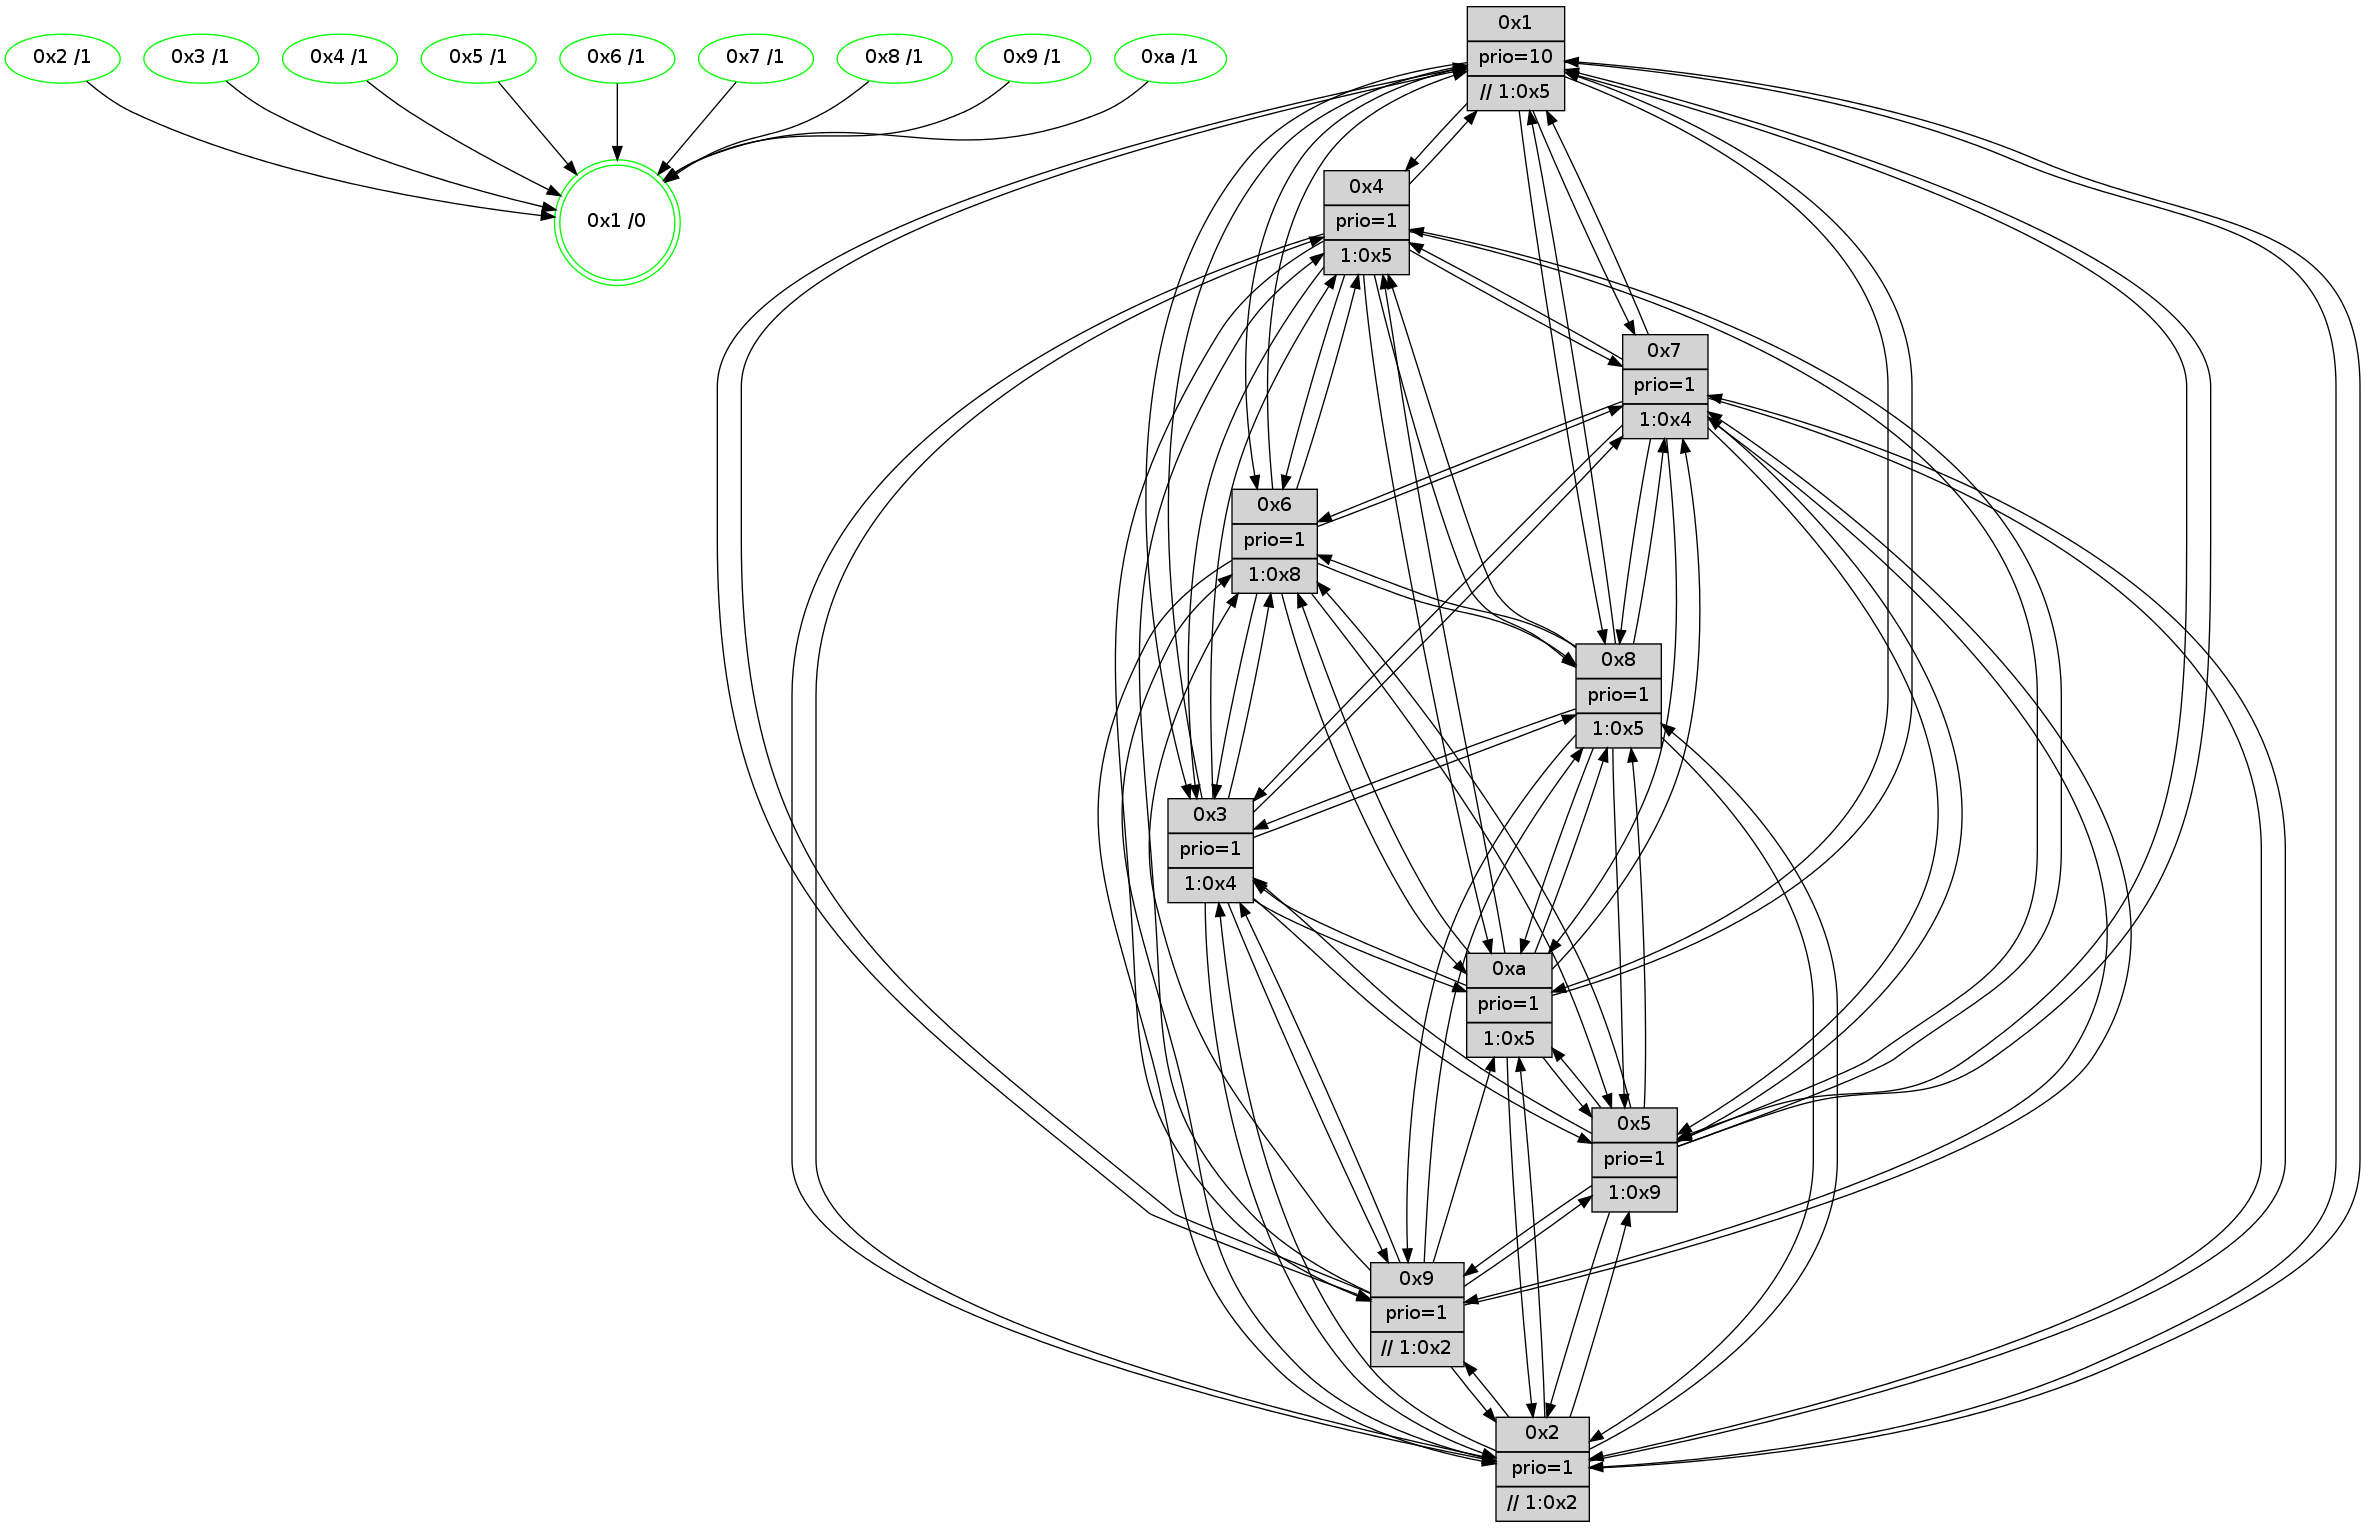 0x2 /1
0x3 /1
0x4 /1
0x5 /1
0x6 /1
0x7 /1
0x8 /1
0x9 /1
0xa /1
0x1 /0
0x1
prio=10
// 1:0x5
0x4
prio=1
1:0x5
0x7
prio=1
1:0x4
0x6
prio=1
1:0x8
0x8
prio=1
1:0x5
0x3
prio=1
1:0x4
0xa
prio=1
1:0x5
0x5
prio=1
1:0x9
0x9
prio=1
// 1:0x2
0x2
prio=1
// 1:0x2